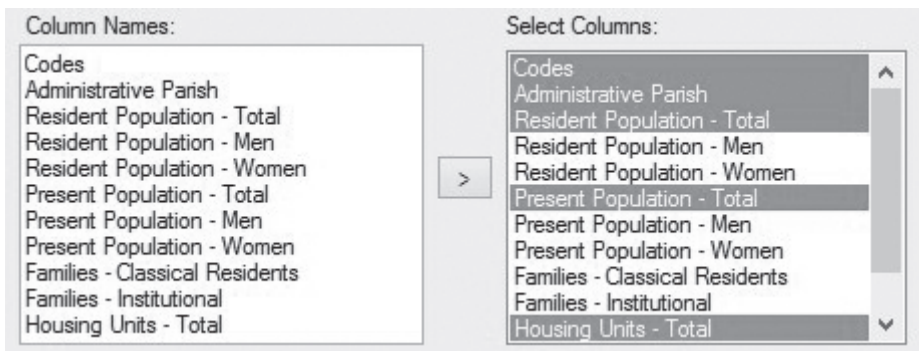 Column Names:
Codes
Administrative Parish
Resident Population - Total
Resident Population - Men
Resident Population - Women
Present Population - Total
Present Population - Men
Present Population - Women
Families - Classical Residents
Families - Institutional
Housing Units - Total
>
Select Columns:
Codes
Administrative Parish
Resident Population - Total
Resident Population - Men
Resident Population - Women
Present Population - Total
Present Population - Men
Present Population - Women
Families - Classical Residents
Families - Institutional
Housing Units - Total